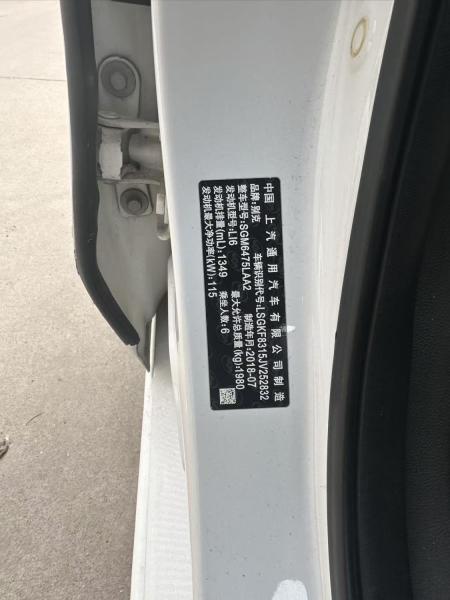 中国 上汽通用汽车有限公司制造
品牌:别克 车辆识别代号:LSGKF8315JV252832
整车型号:SGM6475LAA2 制造年月:2018-07
发动机型号:LI6 最大允许总质量(kg):1980
发动机排量(mL):1349 乘坐人数:6
发动机最大净功率(kW):115